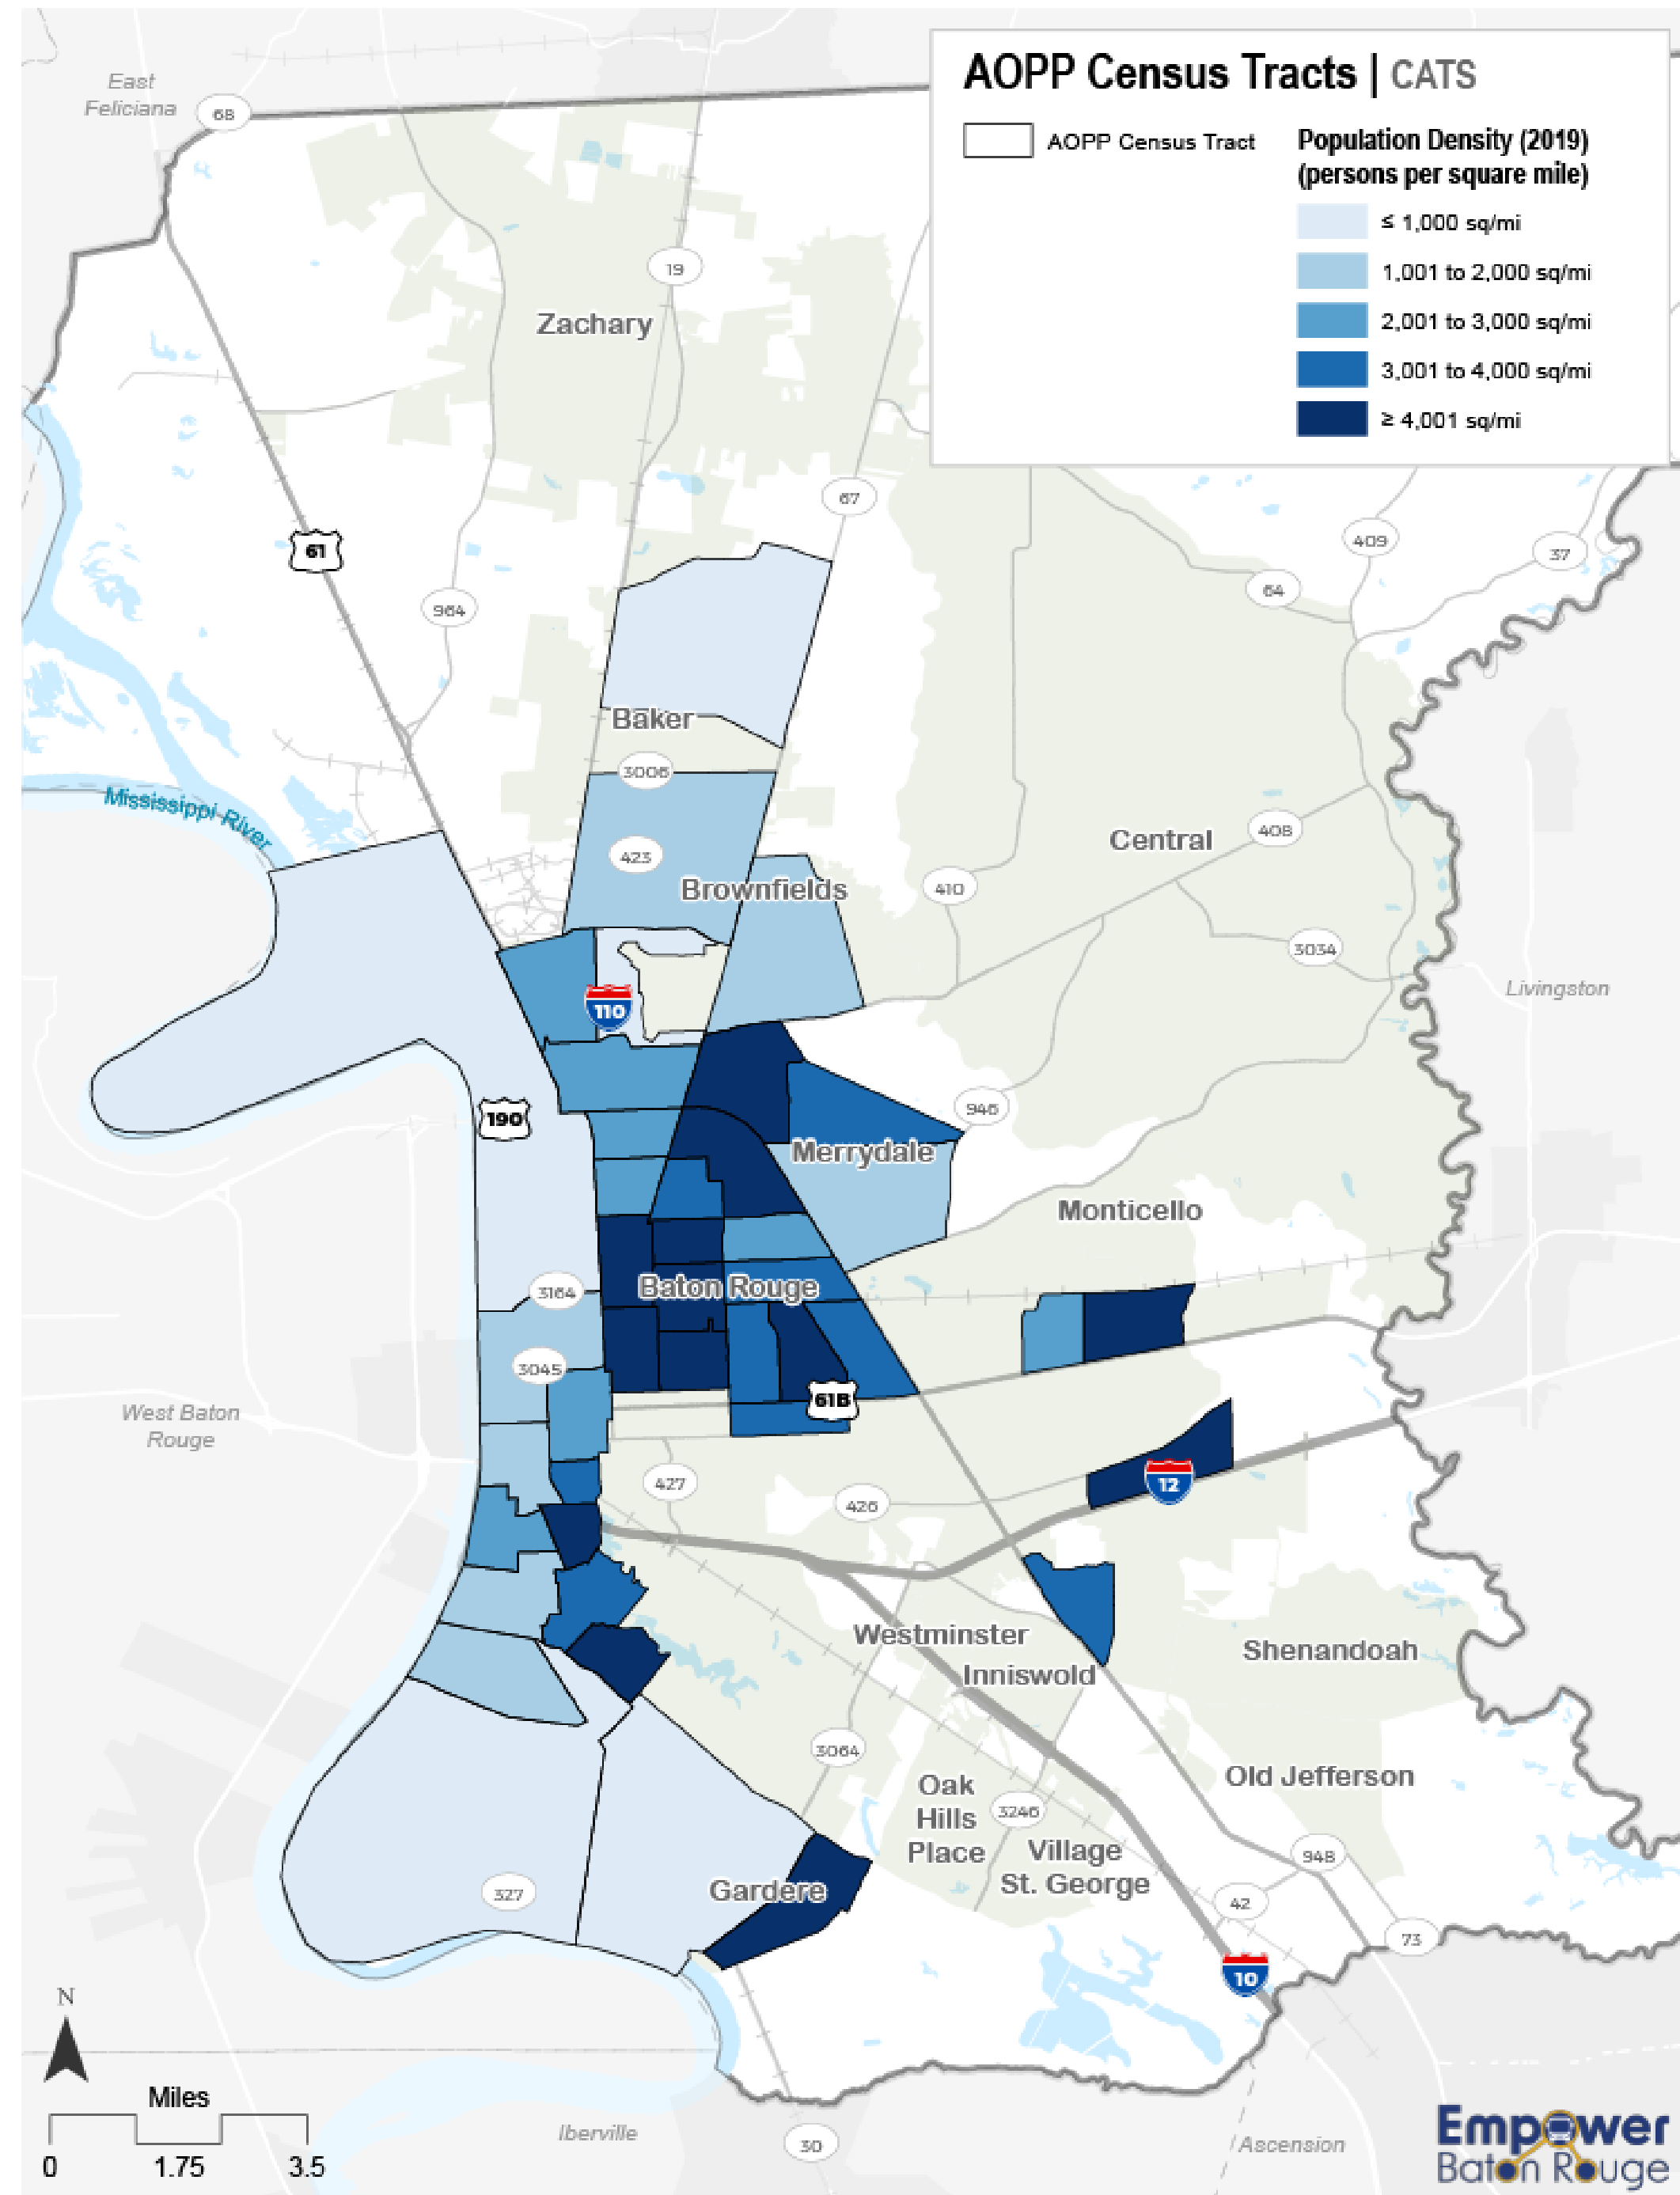 AOPP Census Tracts | CATS
AOPP Census Tract
Population Density (2019)
(persons per square mile)
≤ 1,000 sq/mi
1,001 to 2,000 sq/mi
2,001 to 3,000 sq/mi
3,001 to 4,000 sq/mi
≥ 4,001 sq/mi
East
Feliciana
68
19
Zachary
67
61
409
37
64
964
Baker
3006
Mississippi River
423
Central
408
Brownfields
410
3034
Livingston
110
946
190
Merrydale
Monticello
Baton Rouge
3164
3045
61B
West Baton
Rouge
427
426
12
Westminster
Inniswold
Shenandoah
3064
Oak
Hills
Place
3246
Old Jefferson
Village
St. George
948
Gardere
327
42
73
10
N
Miles
0 1.75 3.5
Iberville
30
Ascension
Empower
Baton Rouge